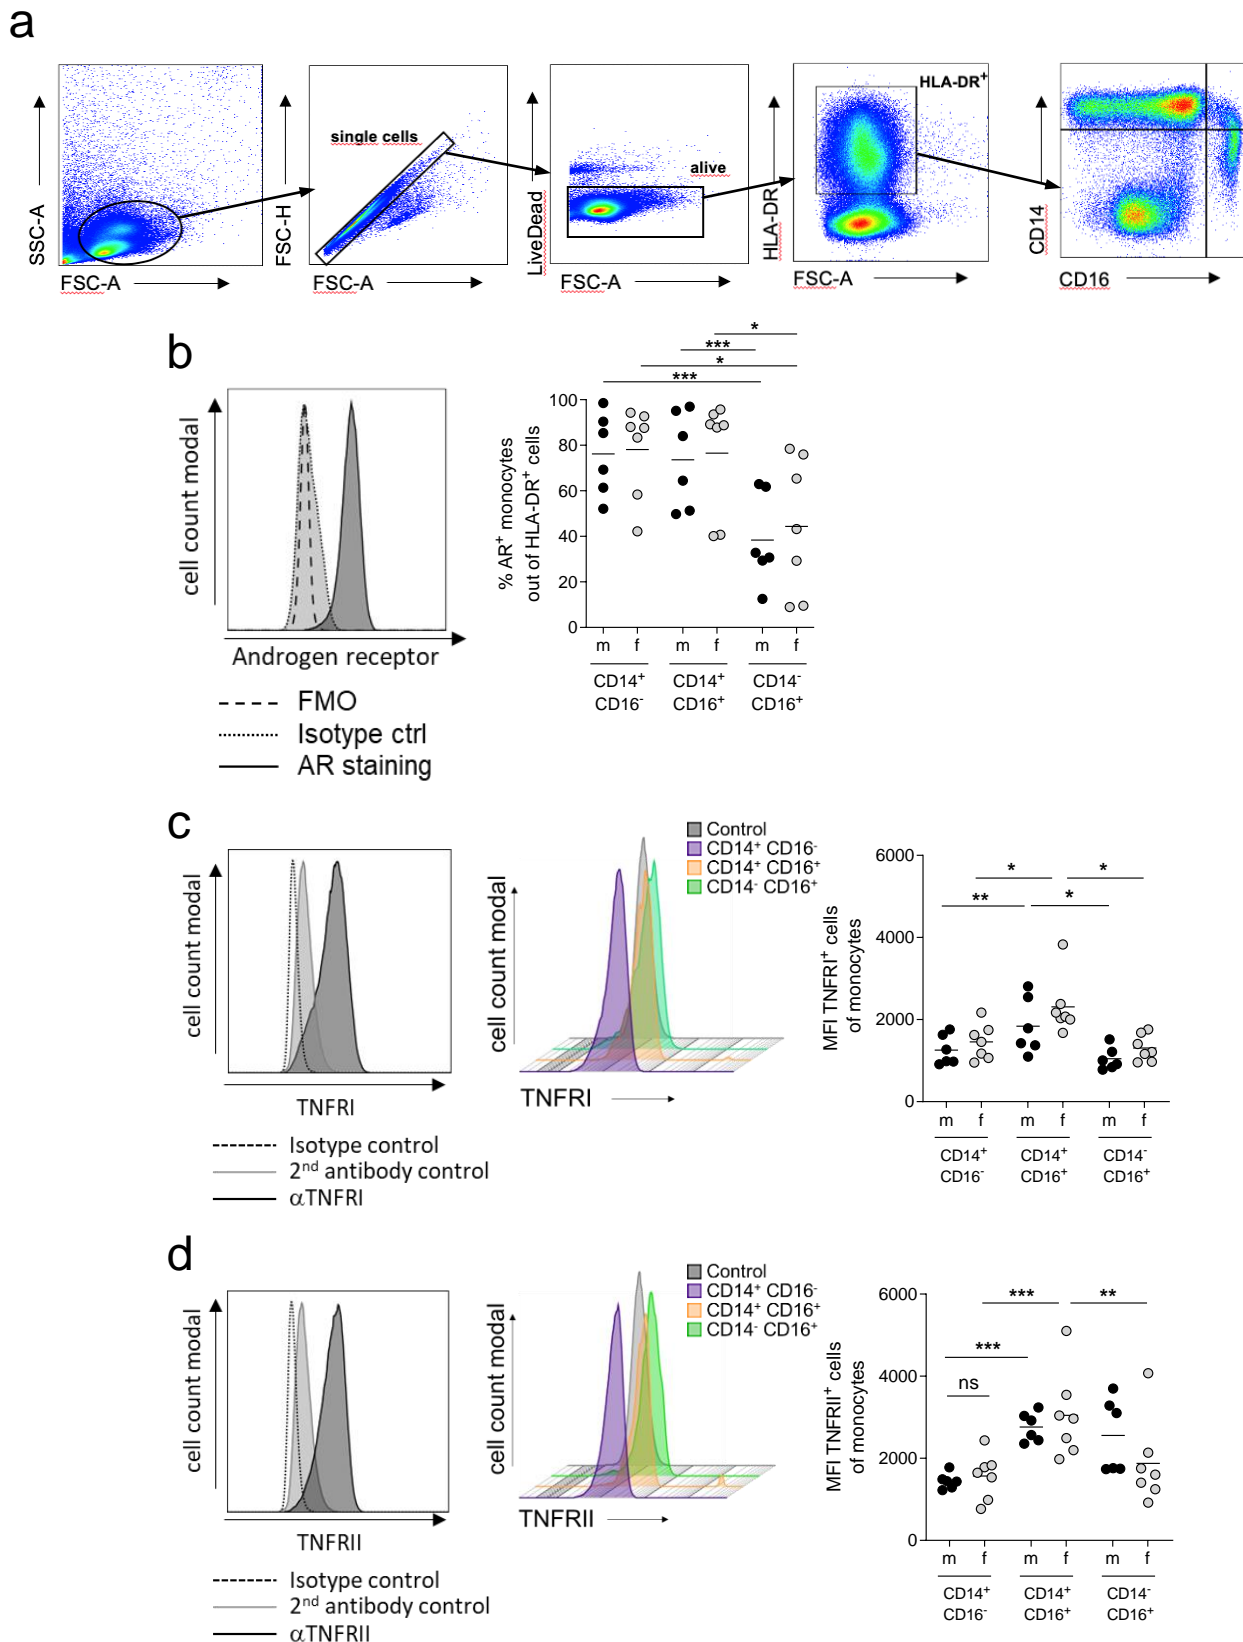 a
SSC-A
FSC-A
FSC-H
single cells
FSC-A
LiveDead
alive
FSC-A
HLA-DR
HLA-DR⁺
FSC-A
CD14
CD16
b
cell count modal
Androgen receptor
FMO
Isotype ctrl
AR staining
% AR⁺ monocytes
out of HLA-DR⁺ cells
*
***
*
***
100
80
60
40
20
0
m f m f m f
CD14⁺ CD14⁺ CD14⁻
CD16⁻ CD16⁺ CD16⁺
c
cell count modal
TNFRI
Isotype control
2ⁿᵈ antibody control
αTNFRI
cell count modal
TNFRI
Control
CD14⁺ CD16⁻
CD14⁺ CD16⁺
CD14⁻ CD16⁺
MFI TNFRI⁺ cells
of monocytes
6000
4000
2000
0
* *
** *
m f m f m f
CD14⁺ CD14⁺ CD14⁻
CD16⁻ CD16⁺ CD16⁺
d
cell count modal
TNFRII
Isotype control
2ⁿᵈ antibody control
αTNFRII
cell count modal
TNFRII
Control
CD14⁺ CD16⁻
CD14⁺ CD16⁺
CD14⁻ CD16⁺
MFI TNFRII⁺ cells
of monocytes
6000
4000
2000
0
*** **
***
ns
m f m f m f
CD14⁺ CD14⁺ CD14⁻
CD16⁻ CD16⁺ CD16⁺